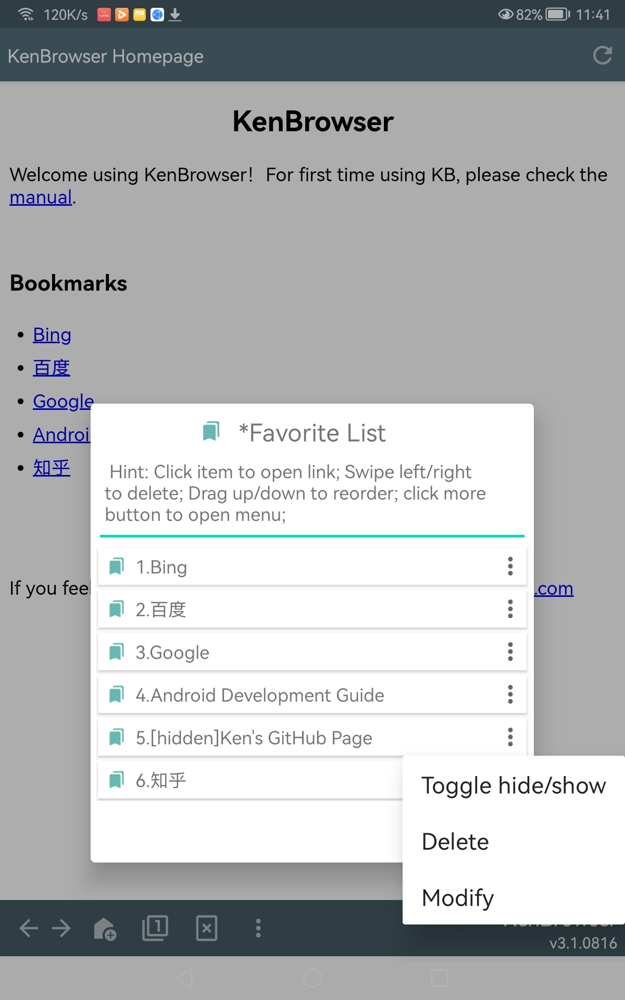 120K/s
82% 11:41
KenBrowser Homepage
KenBrowser
Welcome using KenBrowser！For first time using KB, please check the
manual.
Bookmarks
Bing
百度
Google
Androi
知乎
*Favorite List
Hint: Click item to open link; Swipe left/right
to delete; Drag up/down to reorder; click more
button to open menu;
1.Bing
If you feel
.com
2.百度
3.Google
4.Android Development Guide
5.[hidden]Ken's GitHub Page
6.知乎
Toggle hide/show
Delete
Modify
1
v3.1.0816